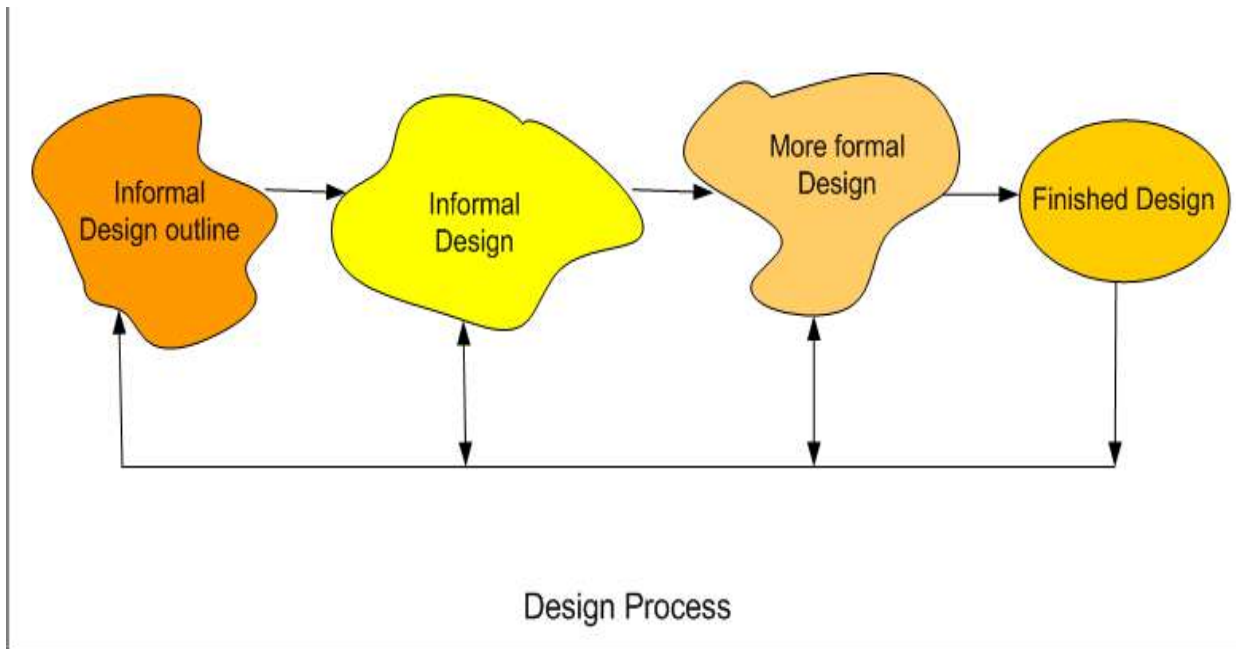 Informal
Design outline
Informal
Design
More formal
Design
Finished Design
Design Process